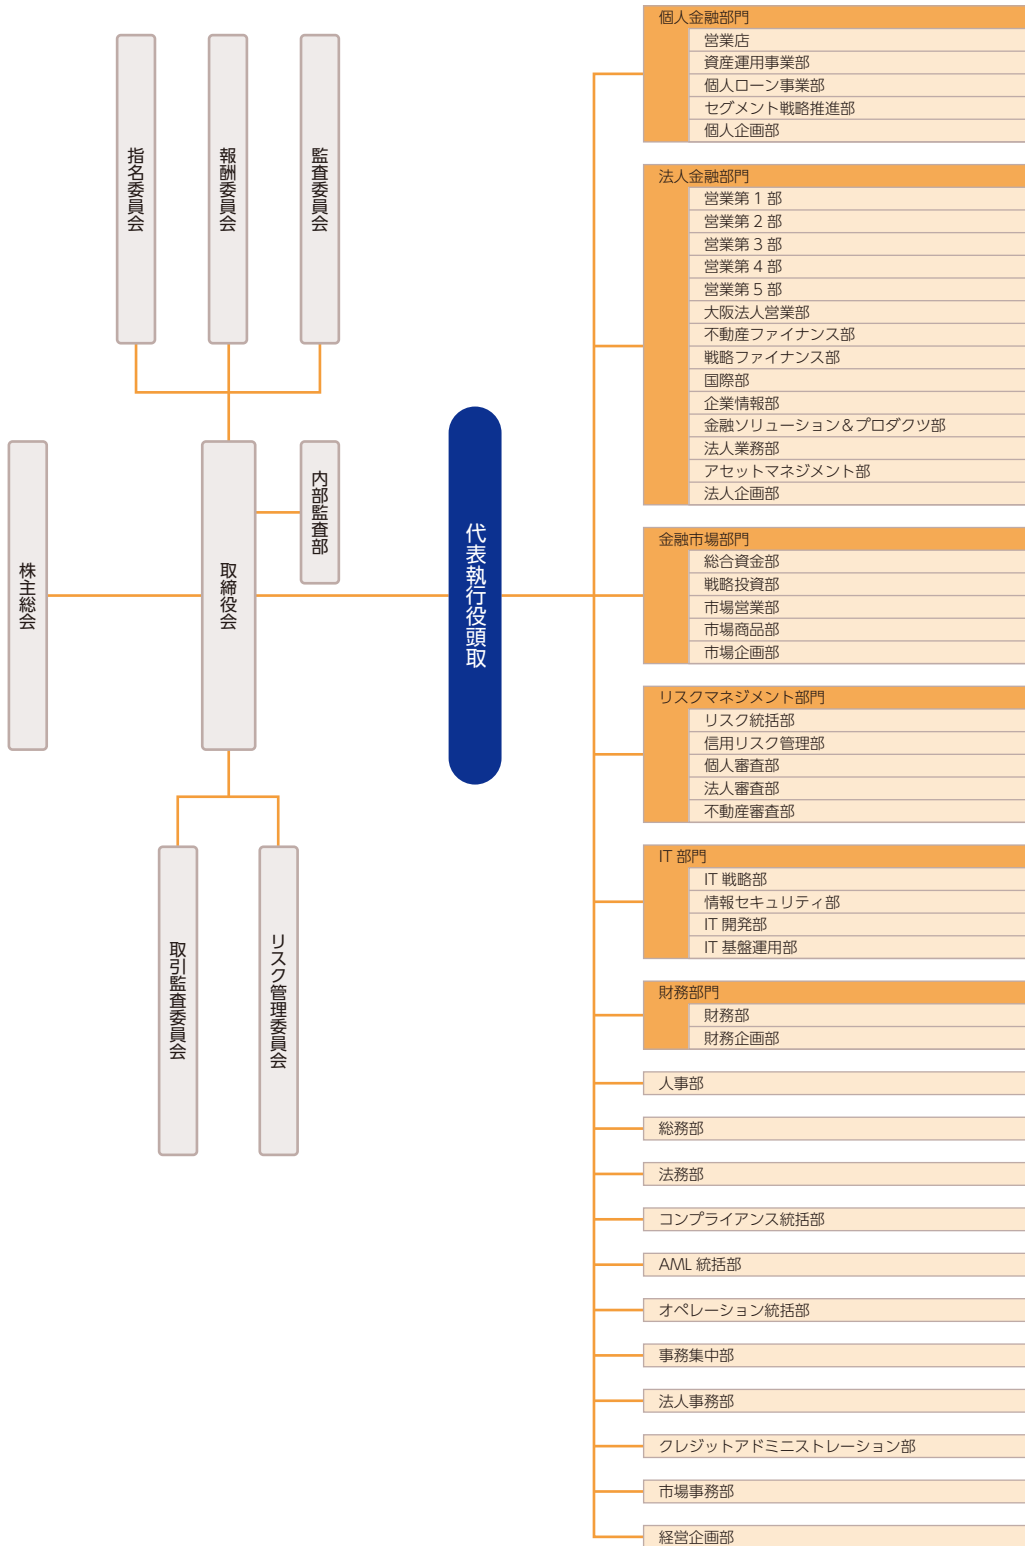 指名委員会
報酬委員会
監査委員会
株主総会
取締役会
内部監査部
取引監査委員会
リスク管理委員会
代表執行役頭取
個人金融部門
営業店
資産運用事業部
個人ローン事業部
セグメント戦略推進部
個人企画部
法人金融部門
営業第1部
営業第2部
営業第3部
営業第4部
営業第5部
大阪法人営業部
不動産ファイナンス部
戦略ファイナンス部
国際部
企業情報部
金融ソリューション&プロダクツ部
法人業務部
アセットマネジメント部
法人企画部
金融市場部門
総合資金部
戦略投資部
市場営業部
市場商品部
市場企画部
リスクマネジメント部門
リスク統括部
信用リスク管理部
個人審査部
法人審査部
不動産審査部
IT 部門
IT 戦略部
情報セキュリティ部
IT 開発部
IT 基盤運用部
財務部門
財務部
財務企画部
人事部
総務部
法務部
コンプライアンス統括部
AML 統括部
オペレーション統括部
事務集中部
法人事務部
クレジットアドミニストレーション部
市場事務部
経営企画部